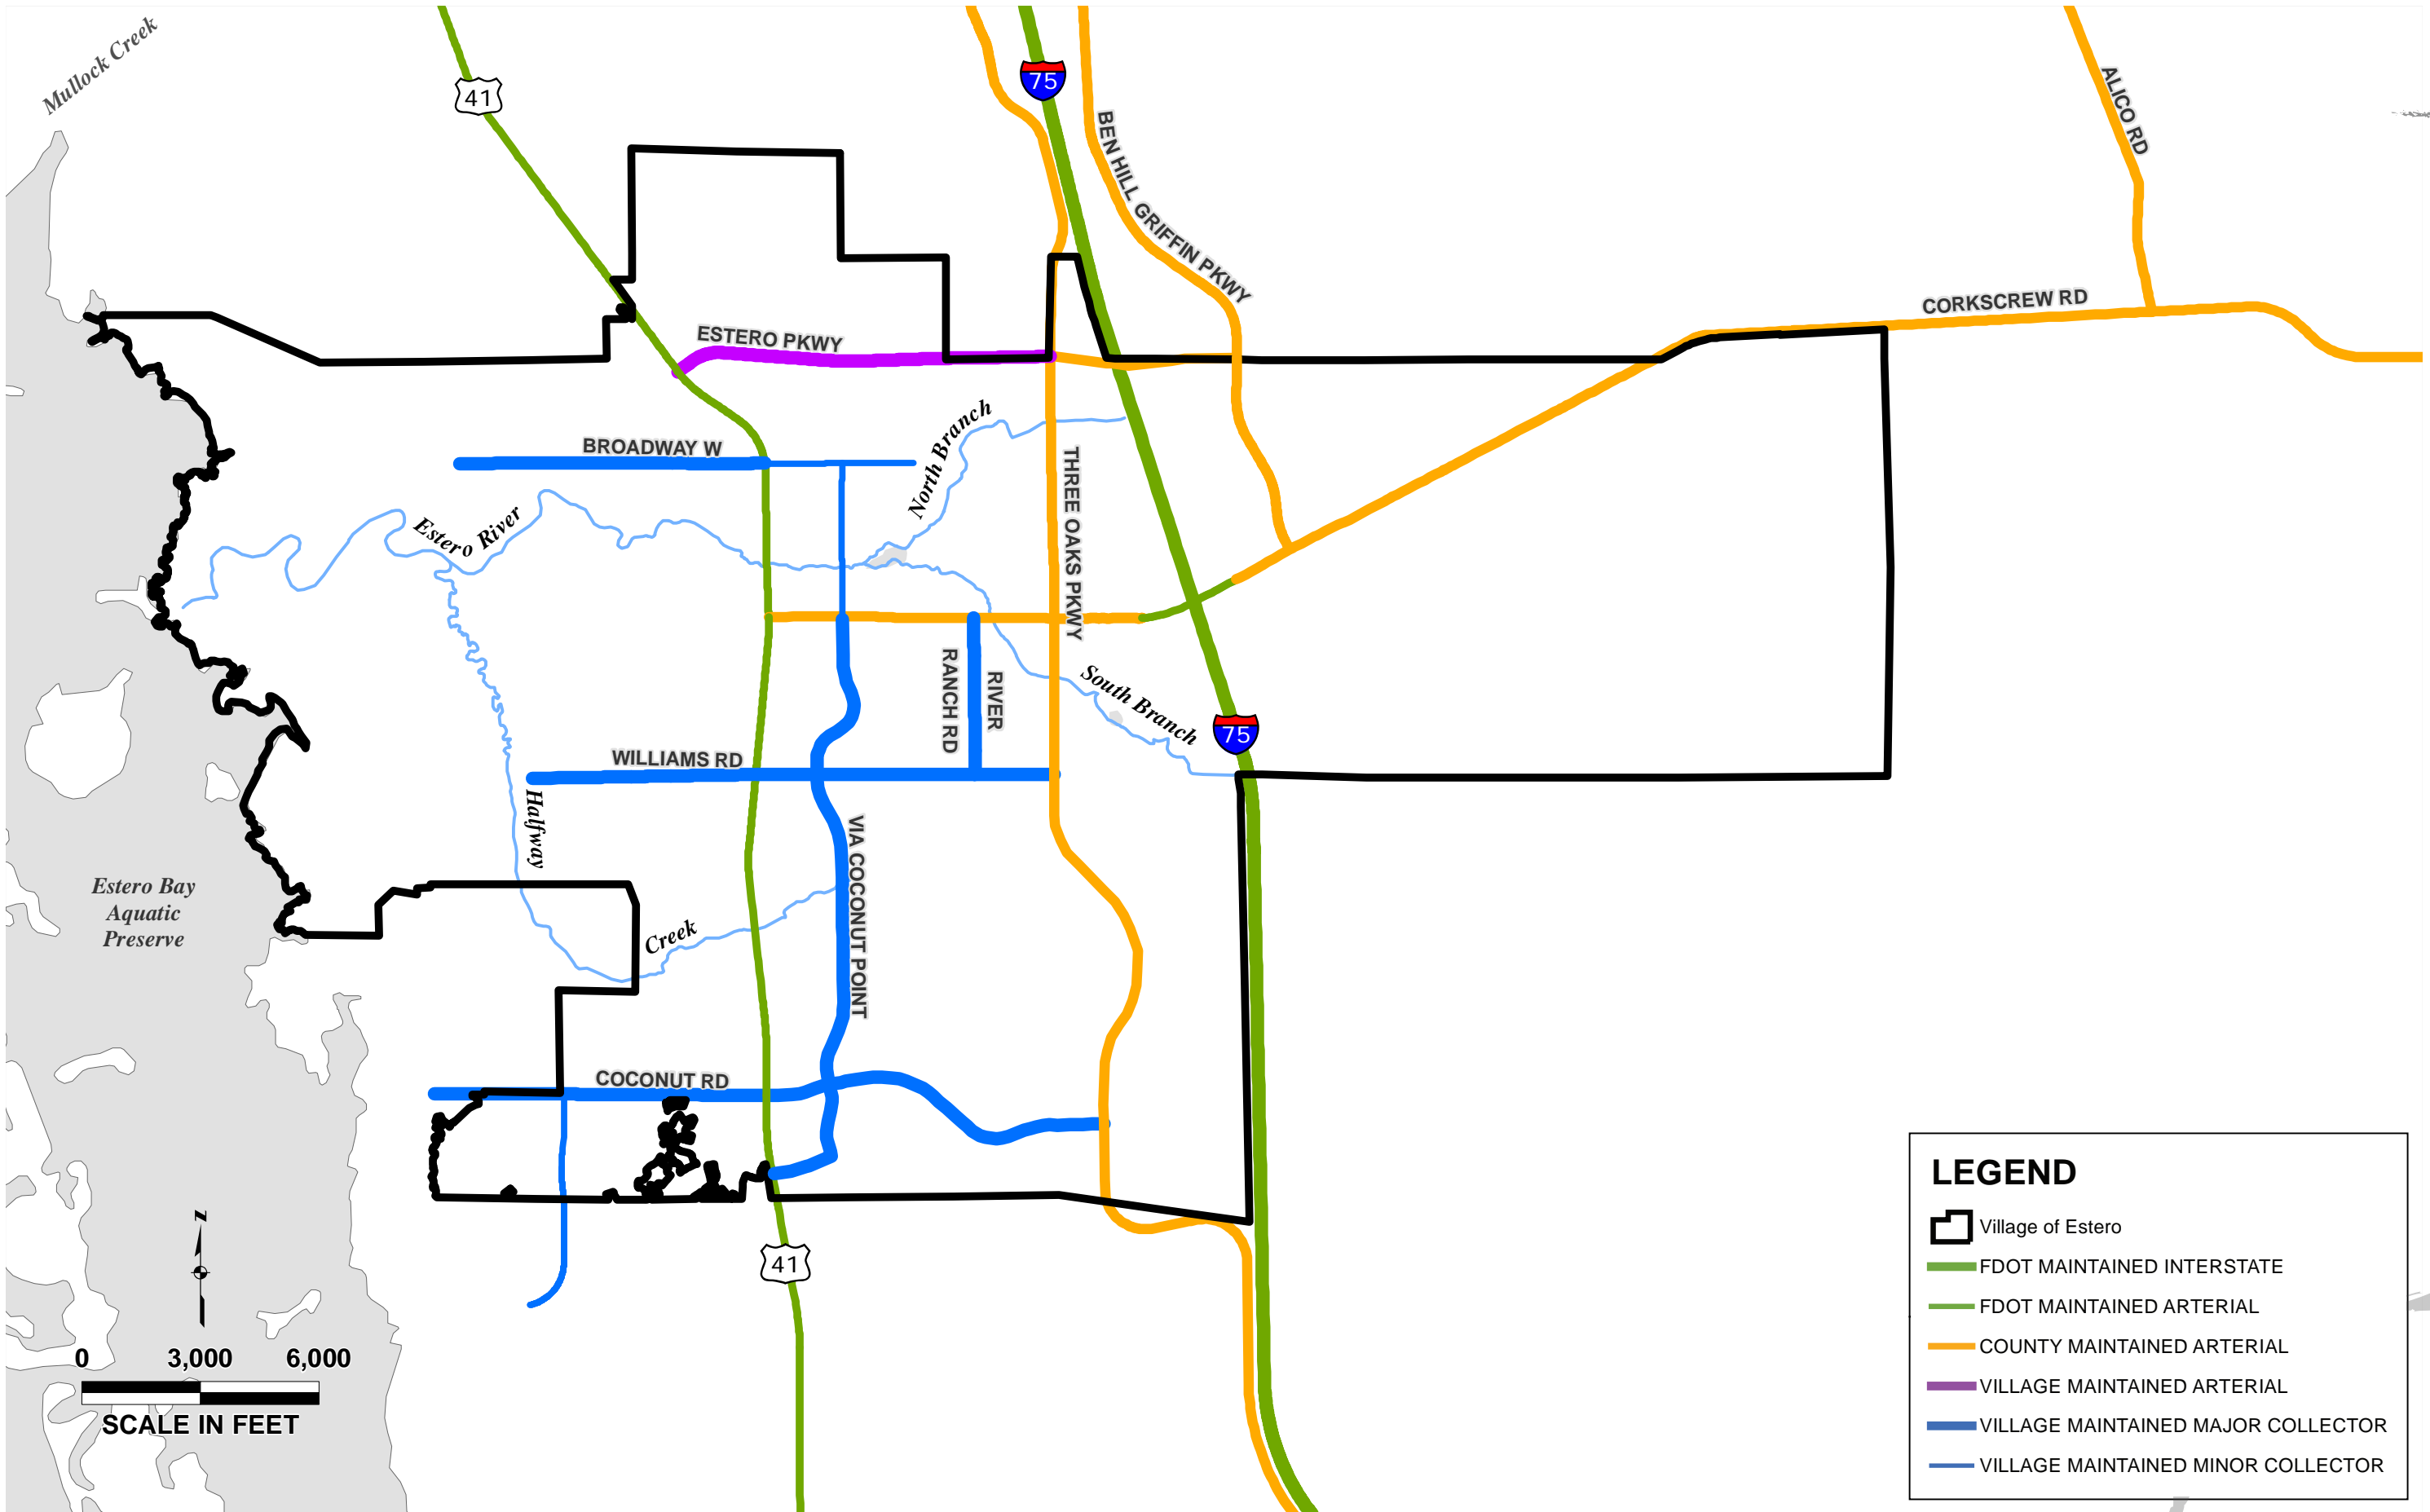 Mullock Creek
41
75
BEN HILL GRIFFIN PKWY
ALICO RD
CORKSCREW RD
ESTERO PKWY
BROADWAY W
North Branch
Estero River
THREE OAKS PKWY
RIVER
RANCH RD
South Branch
75
WILLIAMS RD
Halfway
Creek
VIA COCONUT POINT
Estero Bay
Aquatic
Preserve
COCONUT RD
41
N
0 3,000 6,000
SCALE IN FEET
LEGEND
Village of Estero
FDOT MAINTAINED INTERSTATE
FDOT MAINTAINED ARTERIAL
COUNTY MAINTAINED ARTERIAL
VILLAGE MAINTAINED ARTERIAL
VILLAGE MAINTAINED MAJOR COLLECTOR
VILLAGE MAINTAINED MINOR COLLECTOR